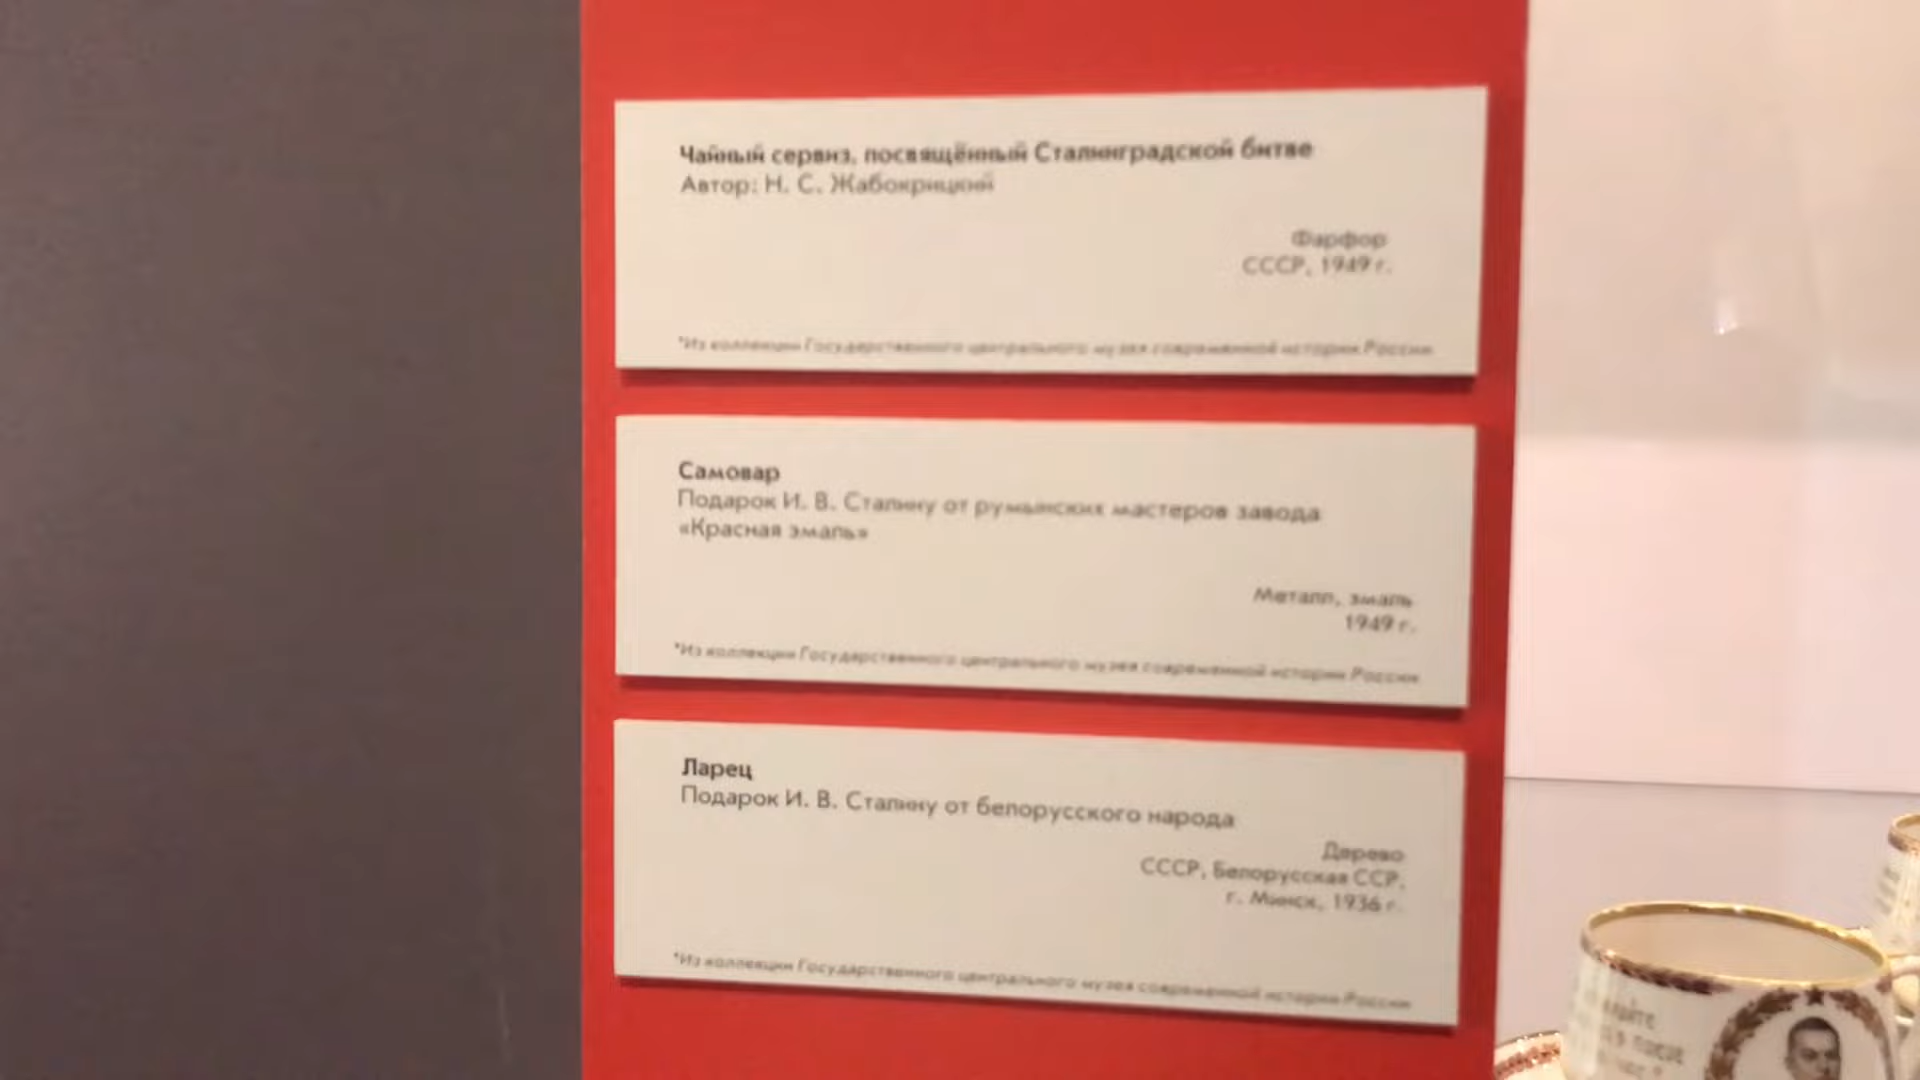 Чайный сервиз, посвящённый Сталинградской битве
Автор: Н. С. Жабокрицкий
Фарфор
СССР, 1949 г.
*Из коллекции Государственного центрального музея современной истории России
Самовар
Подарок И. В. Сталину от румынских мастеров завода
«Красная эмаль»
Металл, эмаль
1949 г.
*Из коллекции Государственного центрального музея современной истории России
Ларец
Подарок И. В. Сталину от белорусского народа
Дерево
СССР, Белорусская ССР,
г. Минск, 1936 г.
*Из коллекции Государственного центрального музея современной истории России